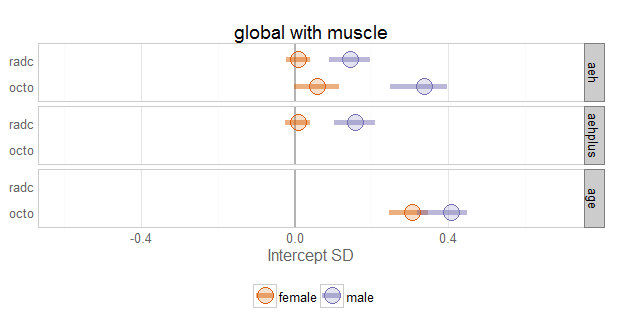 global with muscle
radc
octo
aeh
radc
octo
aehplus
radc
octo
age
-0.4 0.0 0.4
Intercept SD
female male